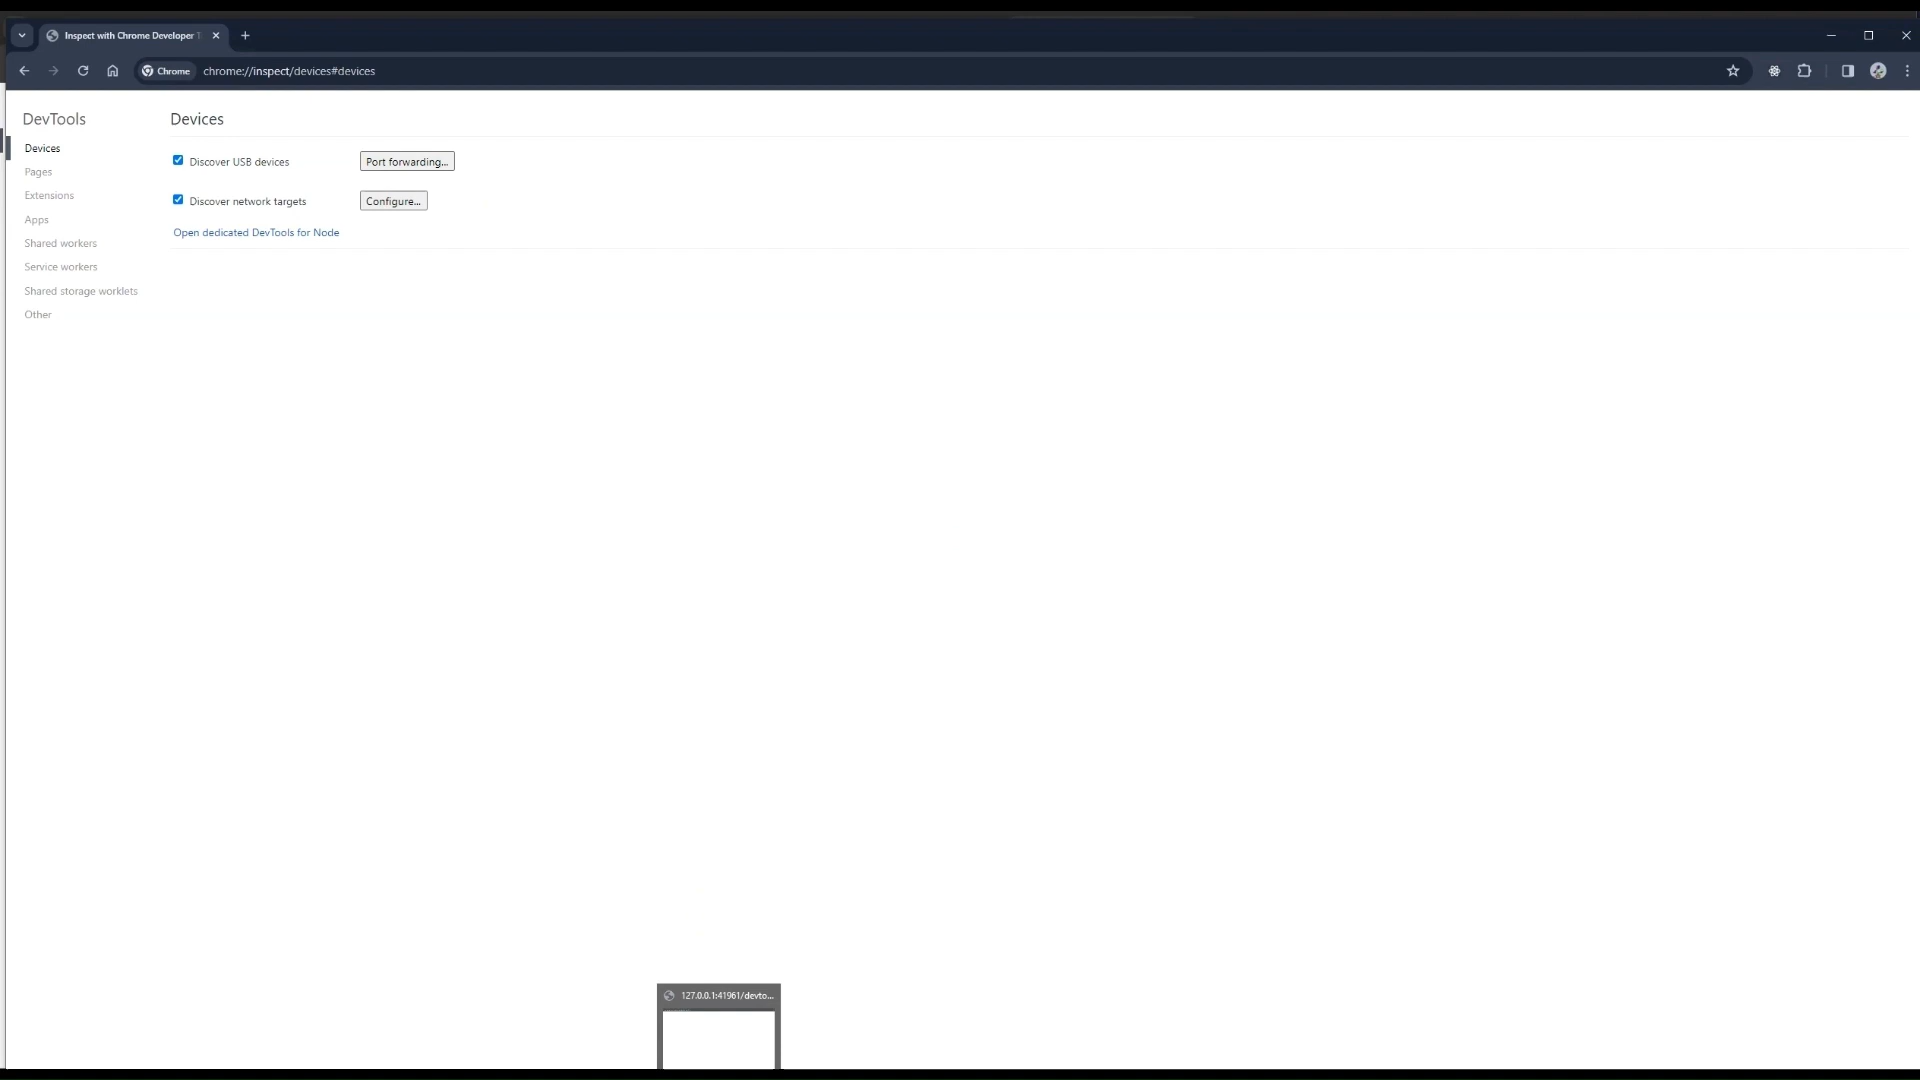 Inspect with Chrome Developer T
Chrome
chrome://inspect/devices#devices
DevTools
Devices
Pages
Extensions
Apps
Shared workers
Service workers
Shared storage worklets
Other
Devices
Discover USB devices
Port forwarding...
Discover network targets
Configure...
Open dedicated DevTools for Node
127.0.0.1:41961/devto...